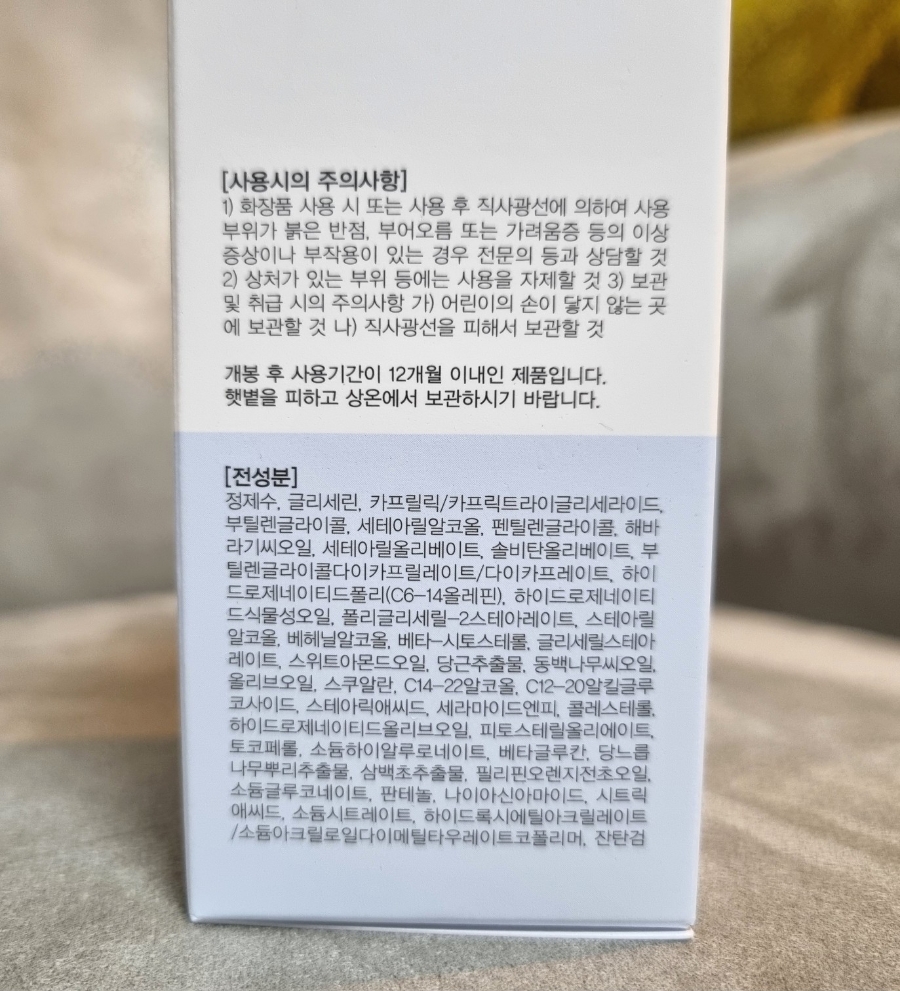 [사용시의 주의사항]
1) 화장품 사용 시 또는 사용 후 직사광선에 의하여 사용
부위가 붉은 반점, 부어오름 또는 가려움증 등의 이상
증상이나 부작용이 있는 경우 전문의 등과 상담할 것
2) 상처가 있는 부위 등에는 사용을 자제할 것 3) 보관
및 취급 시의 주의사항 가) 어린이의 손이 닿지 않는 곳
에 보관할 것 나) 직사광선을 피해서 보관할 것
개봉 후 사용기간이 12개월 이내인 제품입니다.
햇볕을 피하고 상온에서 보관하시기 바랍니다.
[전성분]
정제수, 글리세린, 카프릴릭/카프릭트라이글리세라이드,
부틸렌글라이콜, 세테아릴알코올, 펜틸렌글라이콜, 해바
라기씨오일, 세테아릴올리베이트, 솔비탄올리베이트, 부
틸렌글라이콜다이카프릴레이트/다이카프레이트, 하이
드로제네이티드폴리(C6-14올레핀), 하이드로제네이티
드식물성오일, 폴리글리세릴-2스테아레이트, 스테아릴
알코올, 베헤닐알코올, 베타-시토스테롤, 글리세릴스테아
레이트, 스위트아몬드오일, 당근추출물, 동백나무씨오일,
올리브오일, 스쿠알란, C14-22알코올, C12-20알킬글루
코사이드, 스테아릭애씨드, 세라마이드엔피, 콜레스테롤,
하이드로제네이티드올리브오일, 피토스테릴올리에이트,
토코페롤, 소듐하이알루로네이트, 베타글루칸, 당느릅
나무뿌리추출물, 삼백초추출물, 필리핀오렌지전초오일,
소듐글루코네이트, 판테놀, 나이아신아마이드, 시트릭
애씨드, 소듐시트레이트, 하이드록시에틸아크릴레이트
/소듐아크릴로일다이메틸타우레이트코폴리머, 잔탄검